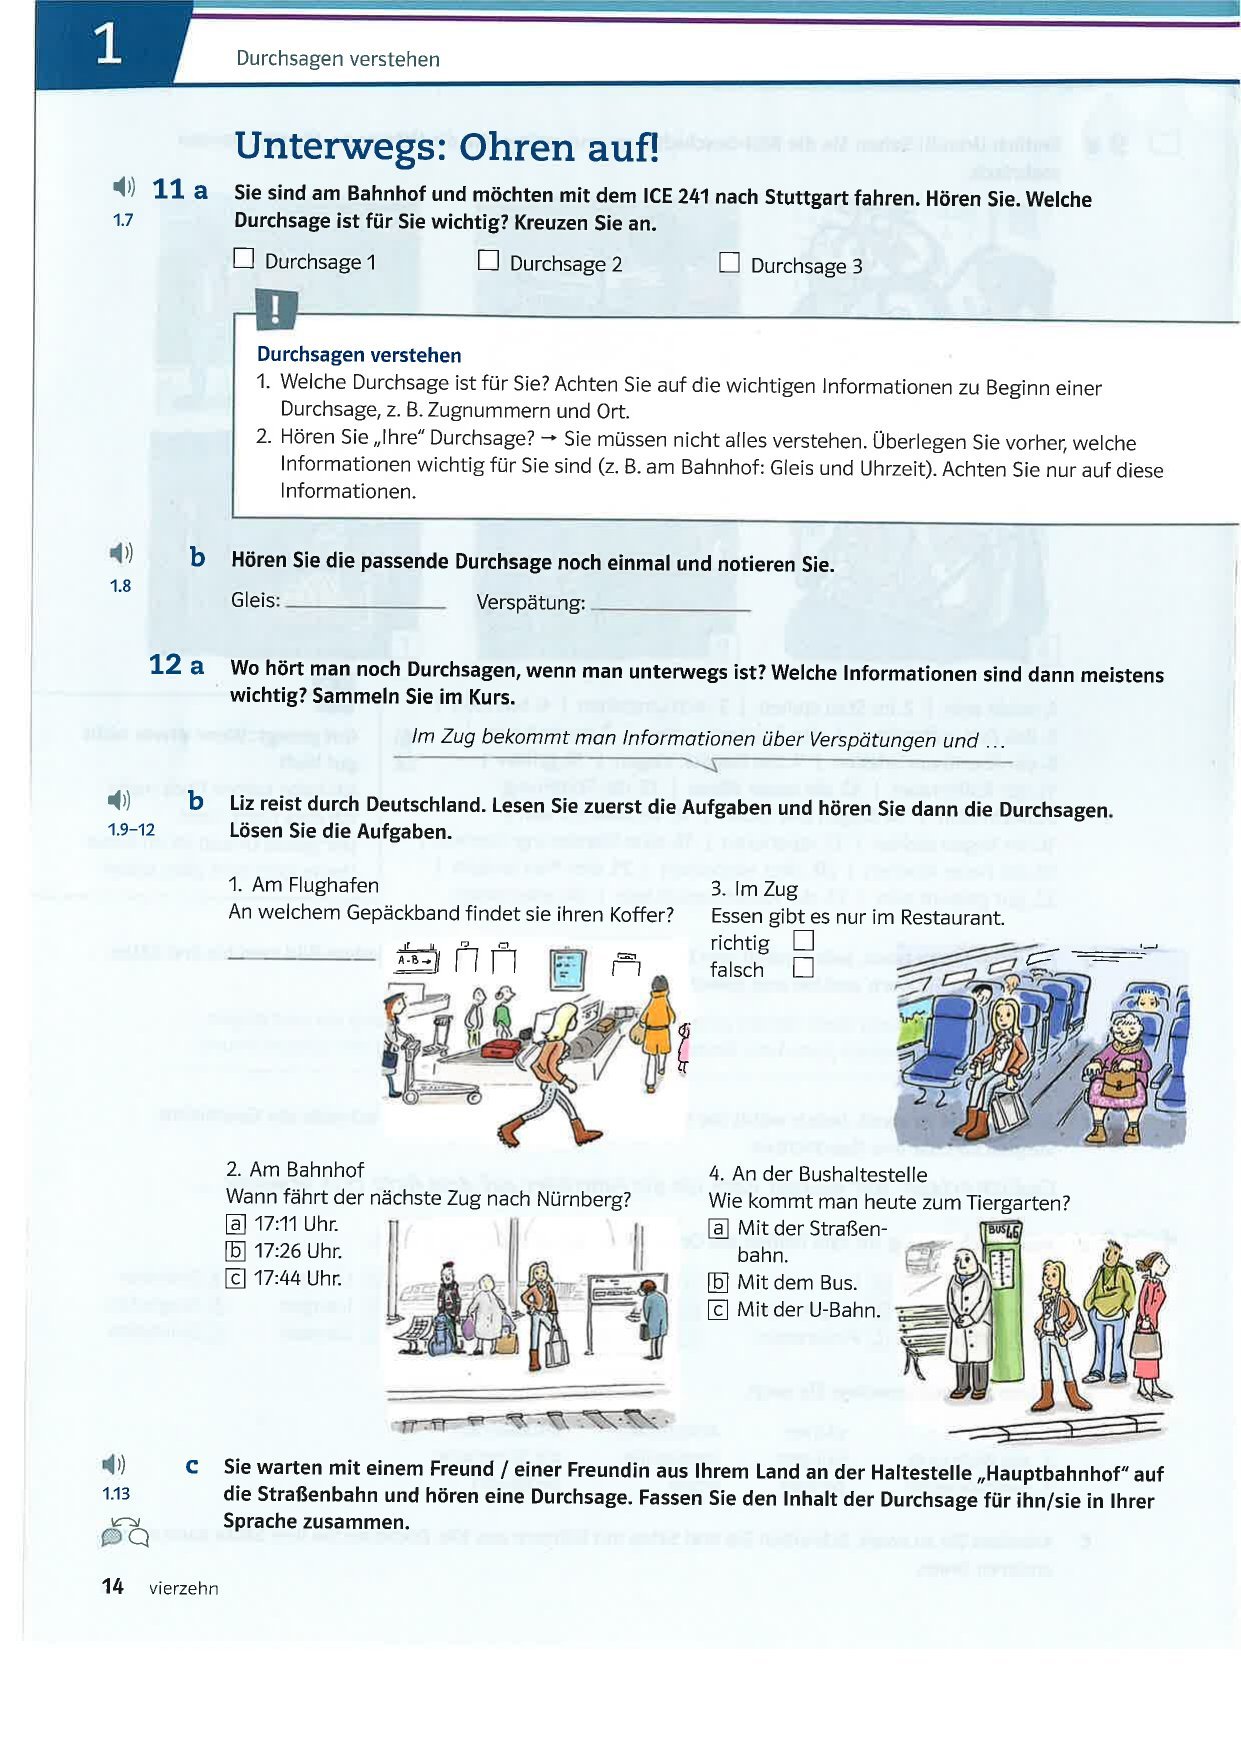 1
Durchsagen verstehen
Unterwegs: Ohren auf!
1.7
11 a Sie sind am Bahnhof und möchten mit dem ICE 241 nach Stuttgart fahren. Hören Sie. Welche
Durchsage ist für Sie wichtig? Kreuzen Sie an.
Durchsage 1 Durchsage 2 Durchsage 3
!
Durchsagen verstehen
1. Welche Durchsage ist für Sie? Achten Sie auf die wichtigen Informationen zu Beginn einer
Durchsage, z. B. Zugnummern und Ort.
2. Hören Sie „Ihre“ Durchsage? → Sie müssen nicht alles verstehen. Überlegen Sie vorher, welche
Informationen wichtig für Sie sind (z. B. am Bahnhof: Gleis und Uhrzeit). Achten Sie nur auf diese
Informationen.
1.8
b Hören Sie die passende Durchsage noch einmal und notieren Sie.
Gleis: Verspätung:
12 a Wo hört man noch Durchsagen, wenn man unterwegs ist? Welche Informationen sind dann meistens
wichtig? Sammeln Sie im Kurs.
Im Zug bekommt man Informationen über Verspätungen und ...
1.9–12
b Liz reist durch Deutschland. Lesen Sie zuerst die Aufgaben und hören Sie dann die Durchsagen.
Lösen Sie die Aufgaben.
1. Am Flughafen
An welchem Gepäckband findet sie ihren Koffer?
A-B→
2. Am Bahnhof
Wann fährt der nächste Zug nach Nürnberg?
a 17:11 Uhr.
b 17:26 Uhr.
c 17:44 Uhr.
3. Im Zug
Essen gibt es nur im Restaurant.
richtig
falsch
4. An der Bushaltestelle
Wie kommt man heute zum Tiergarten?
a Mit der Straßen-
bahn.
b Mit dem Bus.
c Mit der U-Bahn.
BUS 46
1.13
c Sie warten mit einem Freund / einer Freundin aus Ihrem Land an der Haltestelle „Hauptbahnhof“ auf
die Straßenbahn und hören eine Durchsage. Fassen Sie den Inhalt der Durchsage für ihn/sie in Ihrer
Sprache zusammen.
14 vierzehn